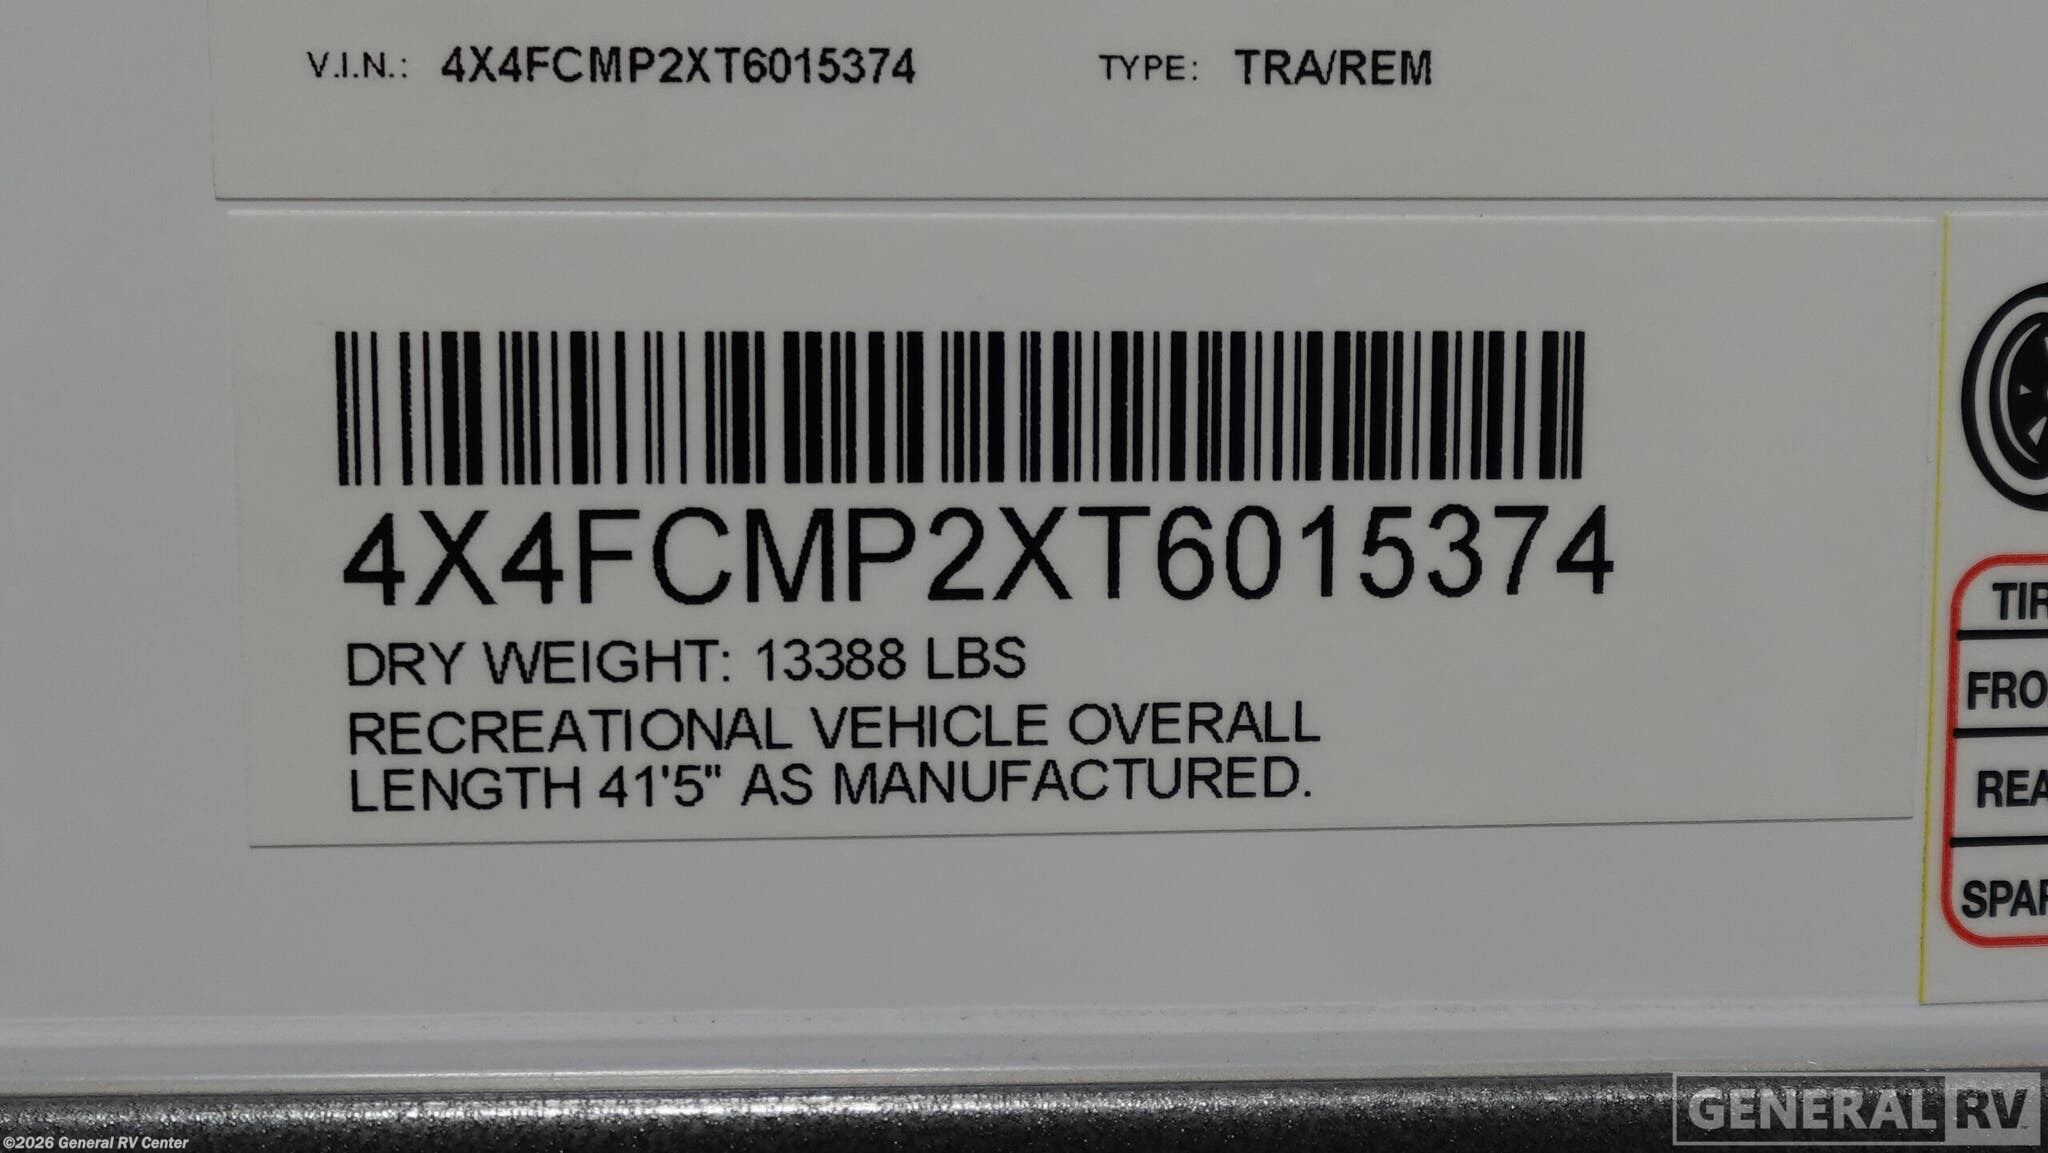 V.I.N.: 4X4FCMP2XT6015374 TYPE: TRA/REM
4X4FCMP2XT6015374
DRY WEIGHT: 13388 LBS
RECREATIONAL VEHICLE OVERALL
LENGTH 41'5" AS MANUFACTURED.
TIR
FRO
REA
SPAR
GENERAL RV
©2026 General RV Center